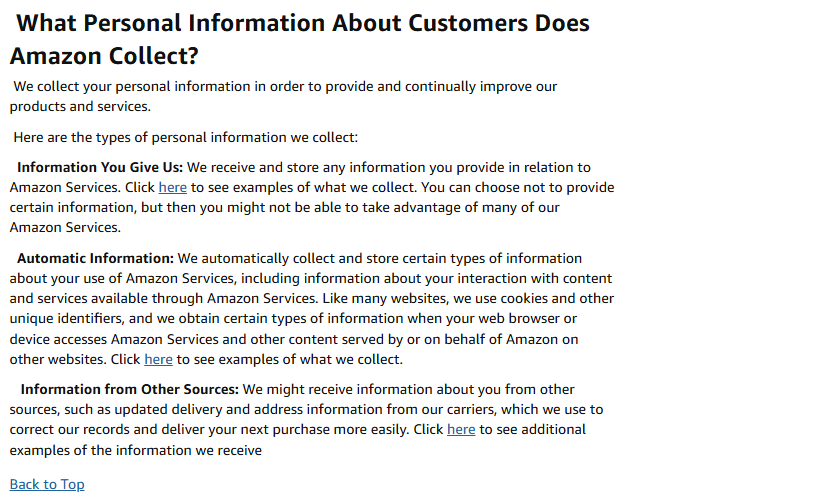 What Personal Information About Customers Does
Amazon Collect?
We collect your personal information in order to provide and continually improve our
products and services.
Here are the types of personal information we collect:
Information You Give Us: We receive and store any information you provide in relation to
Amazon Services. Click here to see examples of what we collect. You can choose not to provide
certain information, but then you might not be able to take advantage of many of our
Amazon Services.
Automatic Information: We automatically collect and store certain types of information
about your use of Amazon Services, including information about your interaction with content
and services available through Amazon Services. Like many websites, we use cookies and other
unique identifiers, and we obtain certain types of information when your web browser or
device accesses Amazon Services and other content served by or on behalf of Amazon on
other websites. Click here to see examples of what we collect.
Information from Other Sources: We might receive information about you from other
sources, such as updated delivery and address information from our carriers, which we use to
correct our records and deliver your next purchase more easily. Click here to see additional
examples of the information we receive
Back to Top